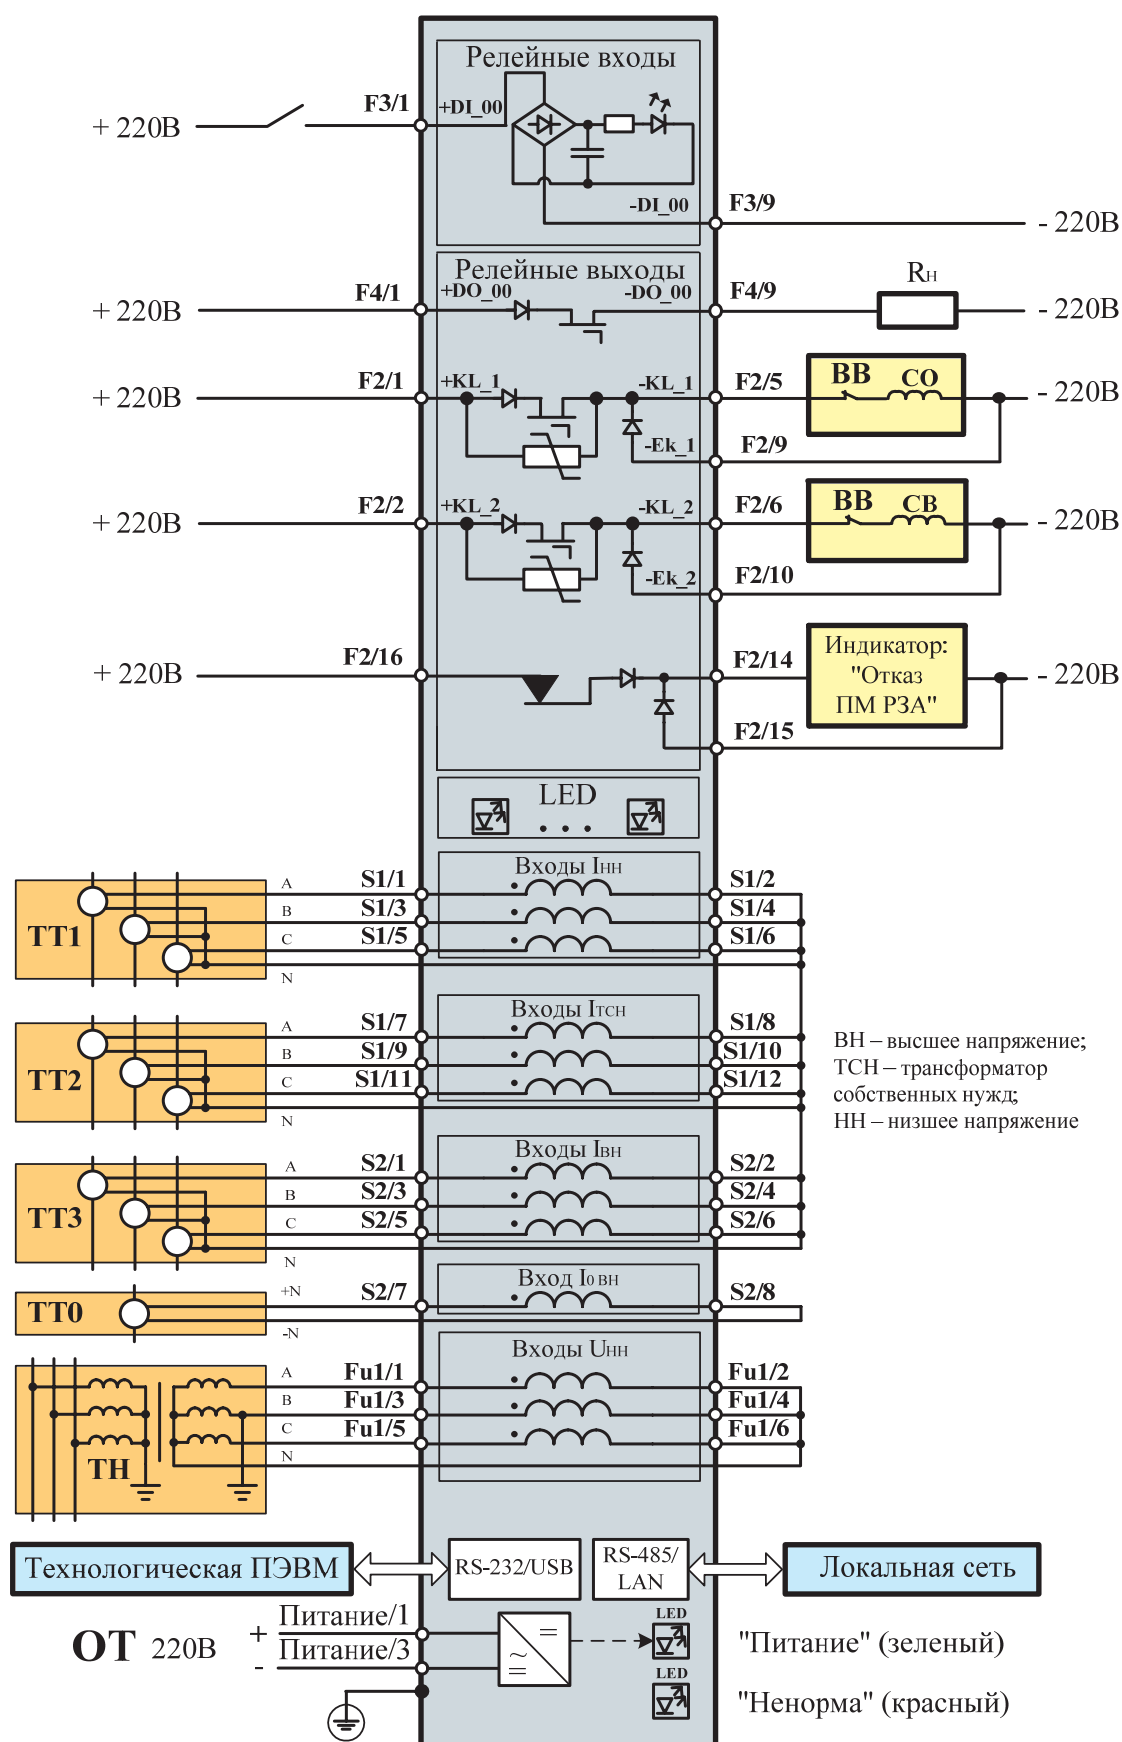 Релейные входы
+ 220В
F3/1
+DI_00
-DI_00
F3/9
- 220В
Релейные выходы
+ 220В
F4/1
+DO_00
-DO_00
F4/9
Rн
- 220В
+ 220В
F2/1
+KL_1
-KL_1
F2/5
ВВ
СО
- 220В
-Ek_1
F2/9
+ 220В
F2/2
+KL_2
-KL_2
F2/6
ВВ
СВ
- 220В
-Ek_2
F2/10
+ 220В
F2/16
F2/14
Индикатор:
"Отказ
ПМ РЗА"
- 220В
F2/15
LED
. . .
Входы Iнн
ТТ1
A
S1/1
S1/2
B
S1/3
S1/4
C
S1/5
S1/6
N
Входы Iтсн
ТТ2
A
S1/7
S1/8
B
S1/9
S1/10
C
S1/11
S1/12
N
ВН – высшее напряжение;
ТСН – трансформатор
собственных нужд;
НН – низшее напряжение
Входы Iвн
ТТ3
A
S2/1
S2/2
B
S2/3
S2/4
C
S2/5
S2/6
N
Вход I0 вн
ТТ0
+N
S2/7
S2/8
-N
Входы Uнн
ТН
A
Fu1/1
Fu1/2
B
Fu1/3
Fu1/4
C
Fu1/5
Fu1/6
N
Технологическая ПЭВМ
RS-232/USB
RS-485/
LAN
Локальная сеть
ОТ 220В
+ Питание/1
- Питание/3
LED
"Питание" (зеленый)
LED
"Ненорма" (красный)